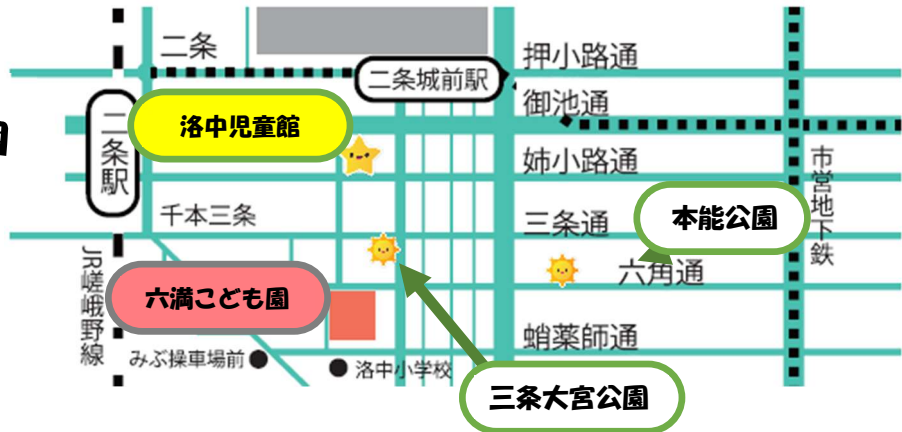 二条
二条城前駅
押小路通
御池通
洛中児童館
二条駅
姉小路通
市営地下鉄
千本三条
三条通
本能公園
六角通
JR嵯峨野線
六満こども園
蛸薬師通
みぶ操車場前
洛中小学校
三条大宮公園